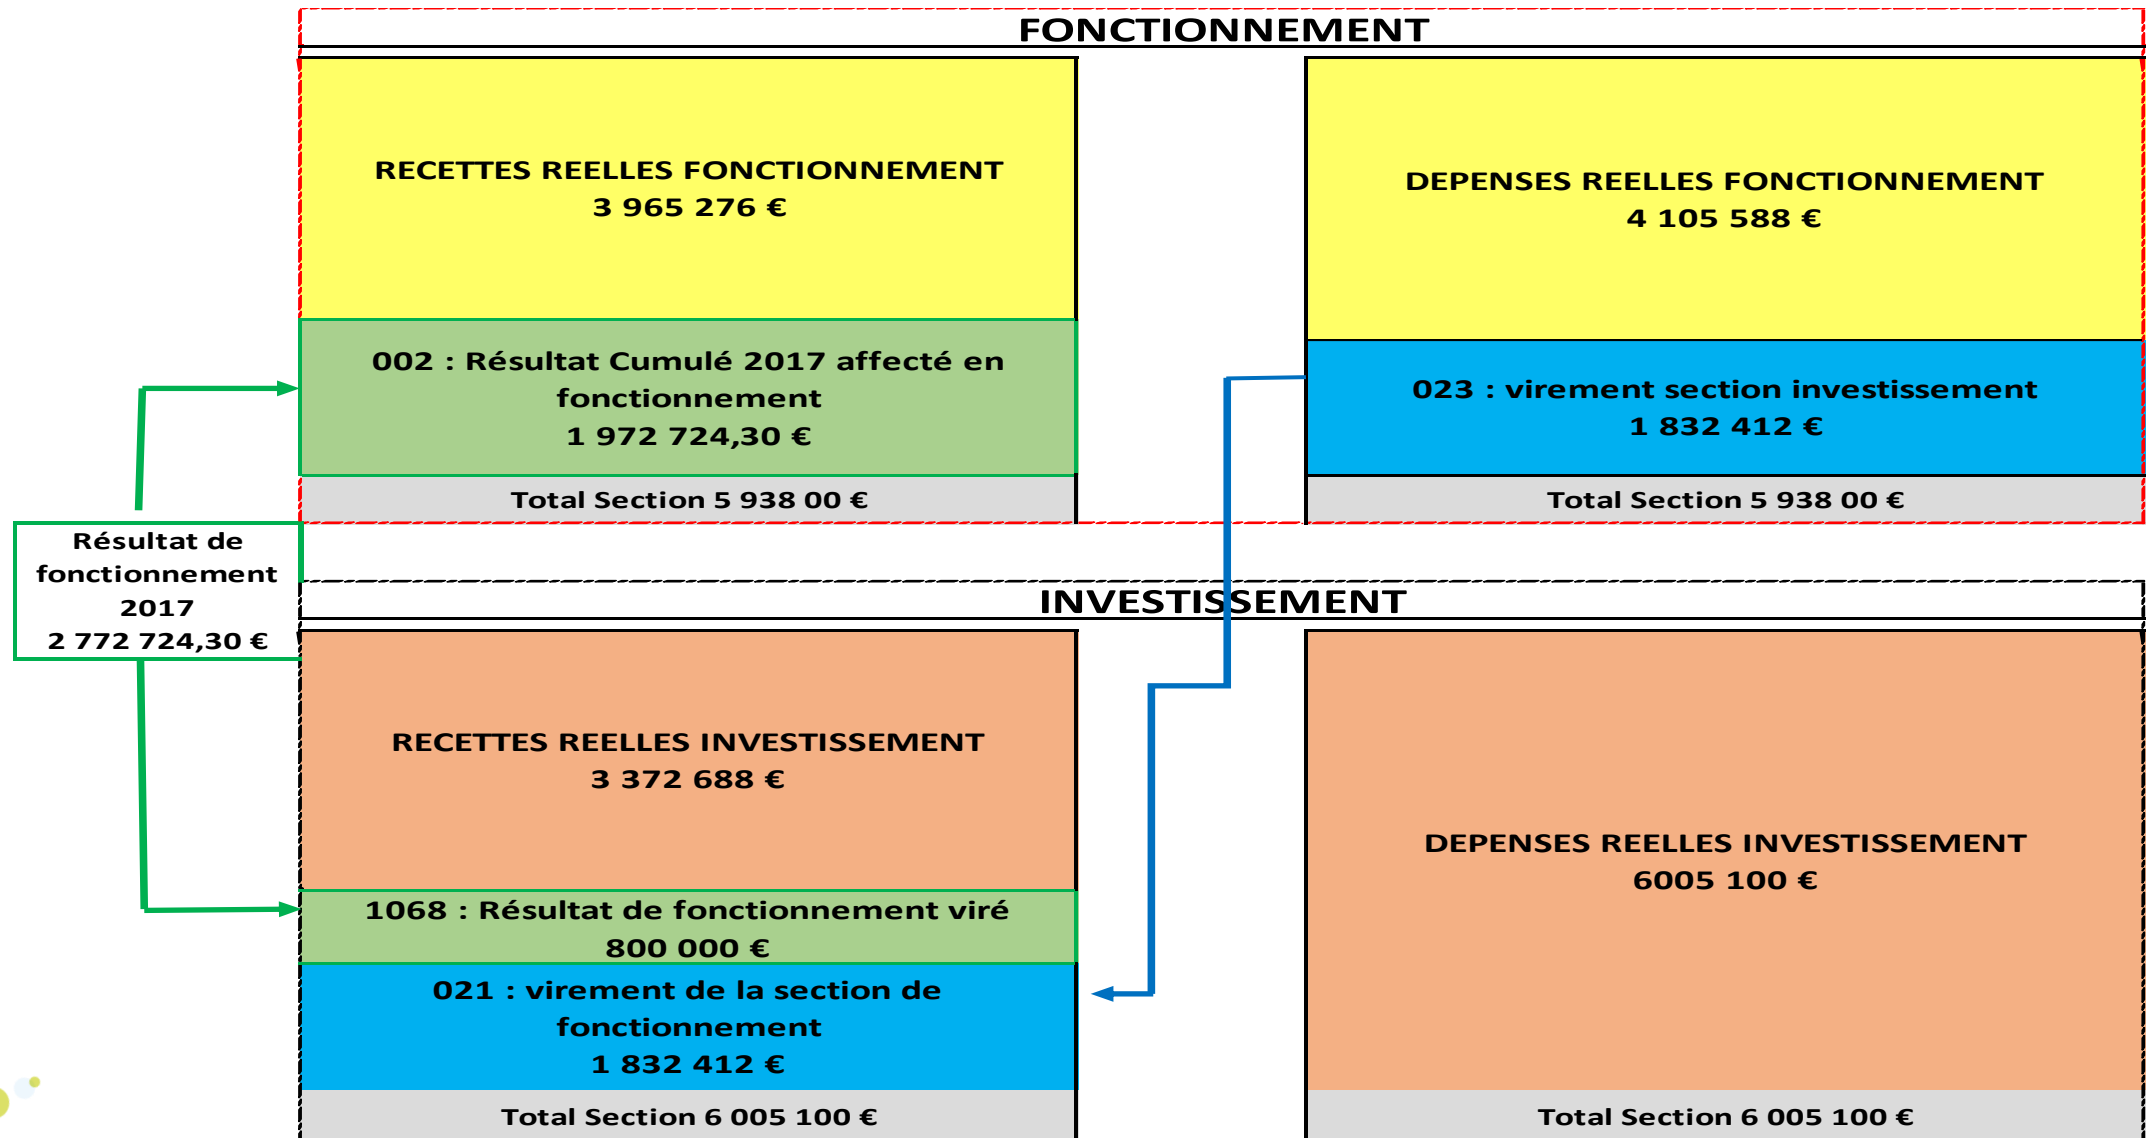 FONCTIONNEMENT
RECETTES REELLES FONCTIONNEMENT
3 965 276 €
DEPENSES REELLES FONCTIONNEMENT
4 105 588 €
002 : Résultat Cumulé 2017 affecté en
fonctionnement
1 972 724,30 €
023 : virement section investissement
1 832 412 €
Total Section 5 938 00 €
Total Section 5 938 00 €
Résultat de
fonctionnement
2017
2 772 724,30 €
INVESTISSEMENT
RECETTES REELLES INVESTISSEMENT
3 372 688 €
DEPENSES REELLES INVESTISSEMENT
6005 100 €
1068 : Résultat de fonctionnement viré
800 000 €
021 : virement de la section de
fonctionnement
1 832 412 €
Total Section 6 005 100 €
Total Section 6 005 100 €